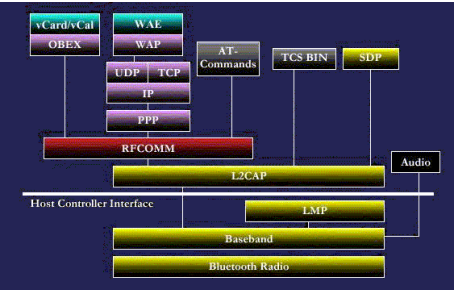 vCard/vCal
WAE
OBEX
WAP
AT-
Commands
TCS BIN
SDP
UDP
TCP
IP
PPP
RFCOMM
Audio
L2CAP
Host Controller Interface
LMP
Baseband
Bluetooth Radio